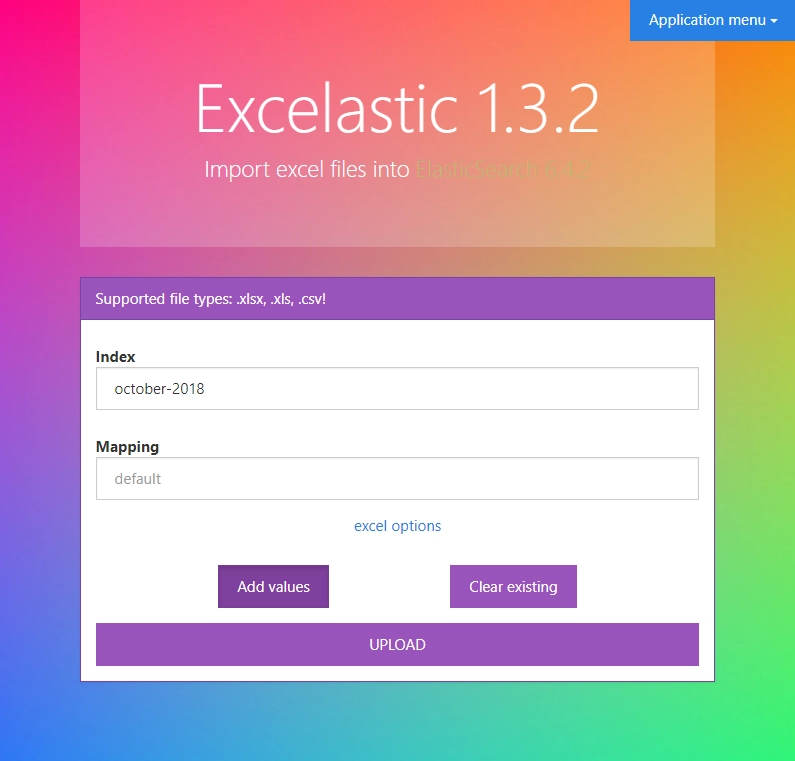 Application menu
Excelastic 1.3.2
Import excel files into ElasticSearch 6.4.2
Supported file types: .xlsx, .xls, .csv!
Index
october-2018
Mapping
default
excel options
Add values Clear existing
UPLOAD